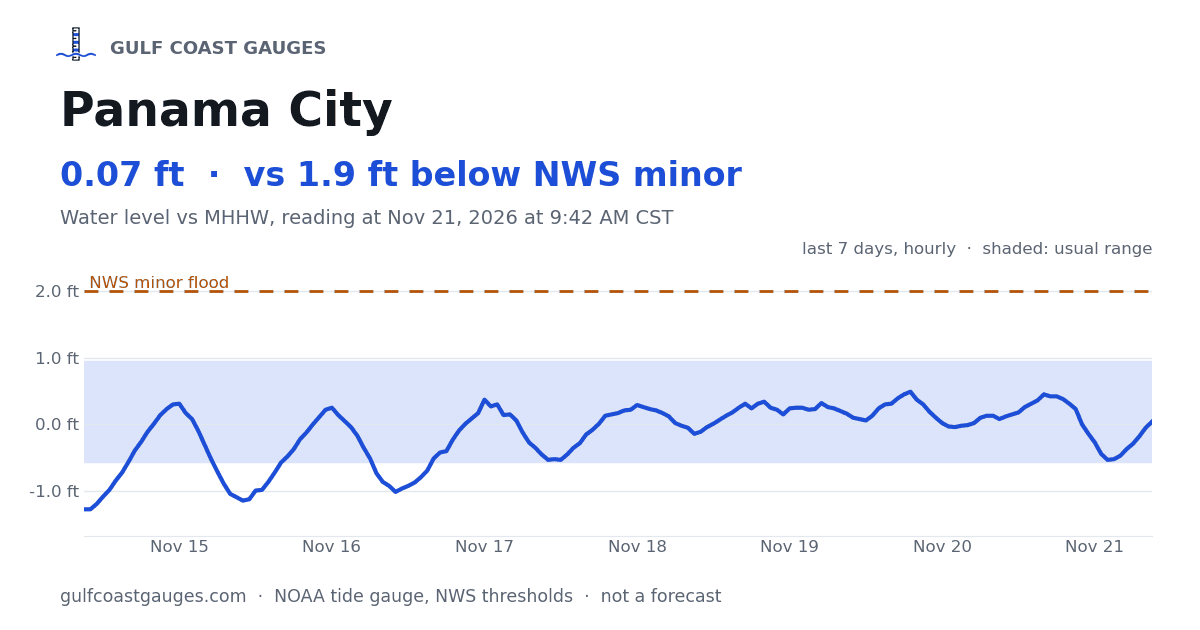 GULF COAST GAUGES
Panama City
0.07 ft · vs 1.9 ft below NWS minor
Water level vs MHHW, reading at Nov 21, 2026 at 9:42 AM CST
last 7 days, hourly · shaded: usual range
NWS minor flood
2.0 ft
1.0 ft
0.0 ft
-1.0 ft
Nov 15 Nov 16 Nov 17 Nov 18 Nov 19 Nov 20 Nov 21
gulfcoastgauges.com · NOAA tide gauge, NWS thresholds · not a forecast